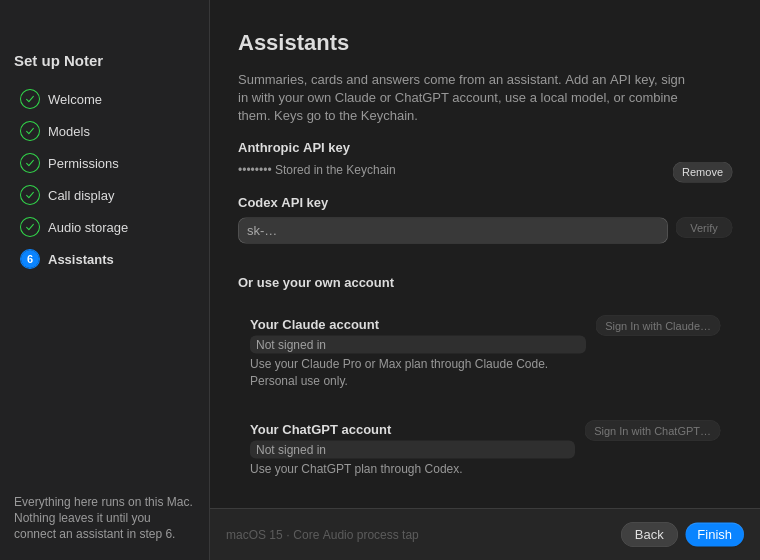 Set up Noter
Welcome
Models
Permissions
Call display
Audio storage
6 Assistants
Everything here runs on this Mac.
Nothing leaves it until you
connect an assistant in step 6.
Assistants
Summaries, cards and answers come from an assistant. Add an API key, sign
in with your own Claude or ChatGPT account, use a local model, or combine
them. Keys go to the Keychain.
Anthropic API key
•••••••• Stored in the Keychain
Remove
Codex API key
sk-…
Verify
Or use your own account
Your Claude account
Sign In with Claude…
Not signed in
Use your Claude Pro or Max plan through Claude Code.
Personal use only.
Your ChatGPT account
Sign In with ChatGPT…
Not signed in
Use your ChatGPT plan through Codex.
macOS 15 · Core Audio process tap
Back
Finish